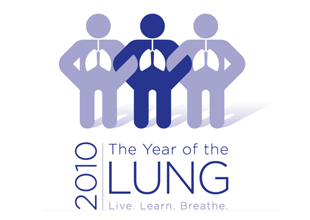 2010
The Year of the
LUNG
Live. Learn. Breathe.